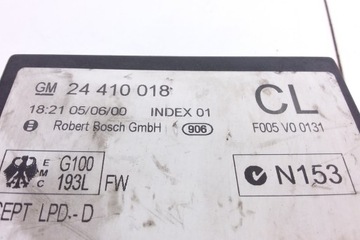 GM 24 410 018 CL
18:21 05/06/00 INDEX 01
Robert Bosch GmbH 906 F005 V0 0131
E M C G100 193L FW N153
CEPT LPD.- D